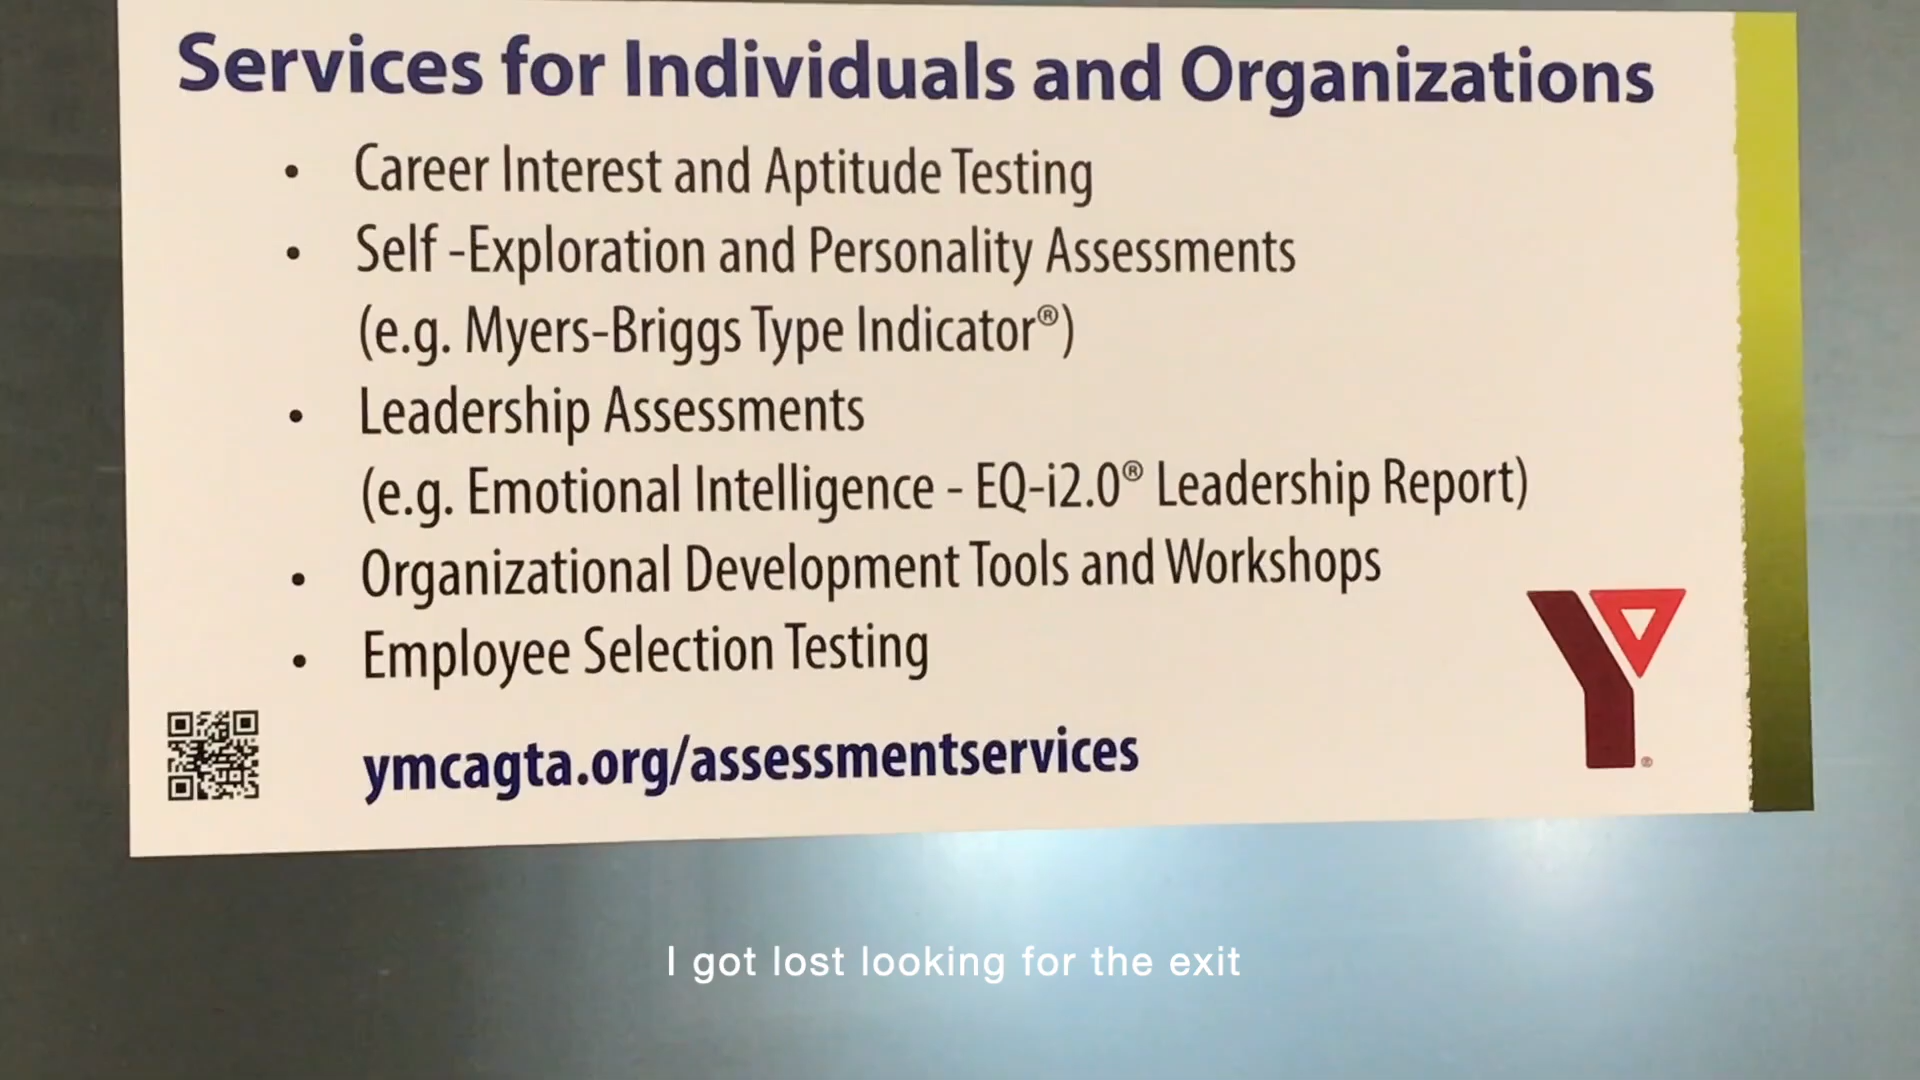 Services for Individuals and Organizations
• Career Interest and Aptitude Testing
• Self -Exploration and Personality Assessments
(e.g. Myers-Briggs Type Indicator®)
• Leadership Assessments
(e.g. Emotional Intelligence - EQ-i2.0® Leadership Report)
• Organizational Development Tools and Workshops
• Employee Selection Testing
ymcagta.org/assessmentservices
Y®
I got lost looking for the exit